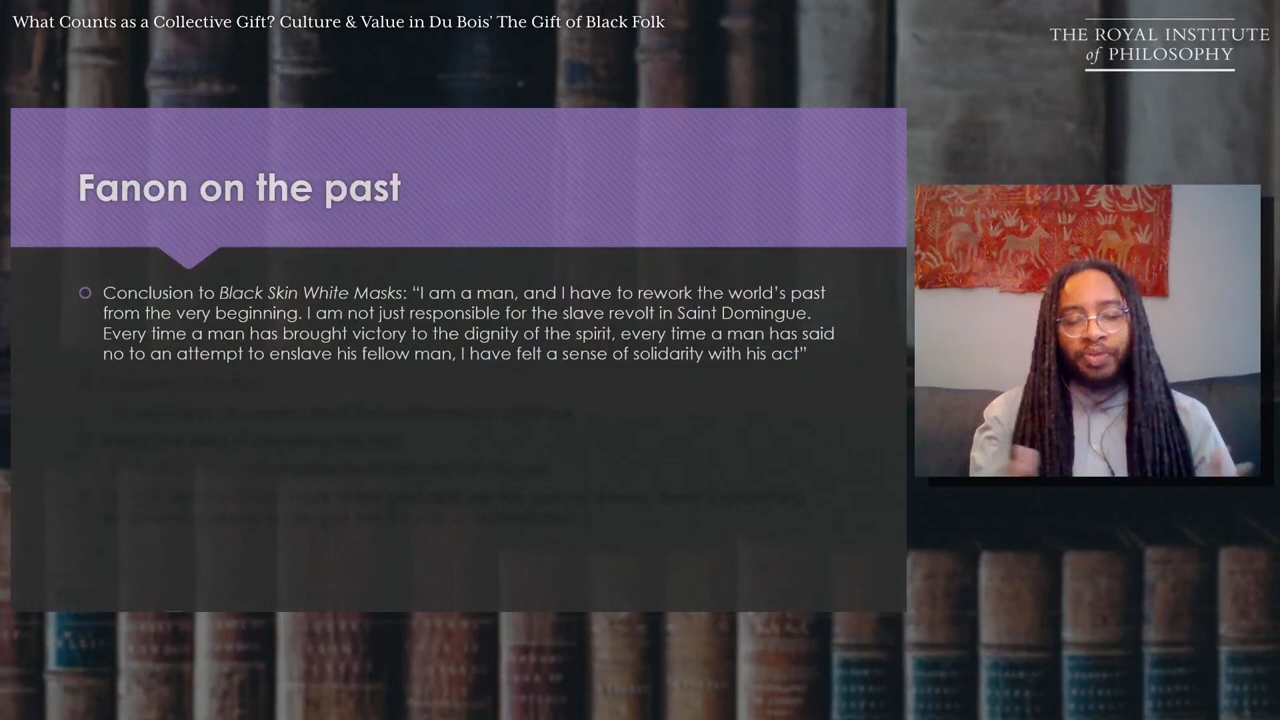 What Counts as a Collective Gift? Culture & Value in Du Bois' The Gift of Black Folk
THE ROYAL INSTITUTE
of PHILOSOPHY
Fanon on the past
Conclusion to Black Skin White Masks: “I am a man, and I have to rework the world’s past
from the very beginning. I am not just responsible for the slave revolt in Saint Domingue.
Every time a man has brought victory to the dignity of the spirit, every time a man has said
no to an attempt to enslave his fellow man, I have felt a sense of solidarity with his act”